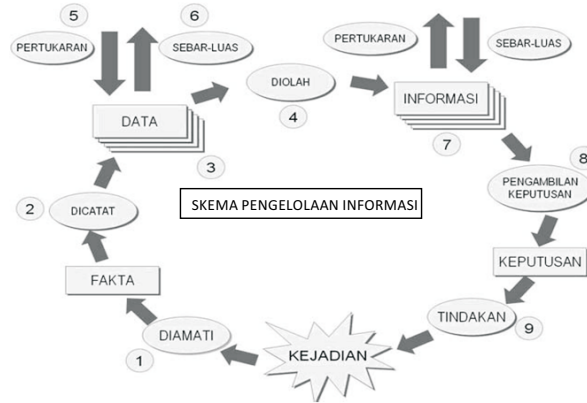 5
6
PERTUKARAN
SEBAR-LUAS
PERTUKARAN
SEBAR-LUAS
DIOLAH
4
DATA
3
INFORMASI
7
8
PENGAMBILAN
KEPUTUSAN
2
DICATAT
SKEMA PENGELOLAAN INFORMASI
FAKTA
KEPUTUSAN
TINDAKAN
9
1
DIAMATI
KEJADIAN